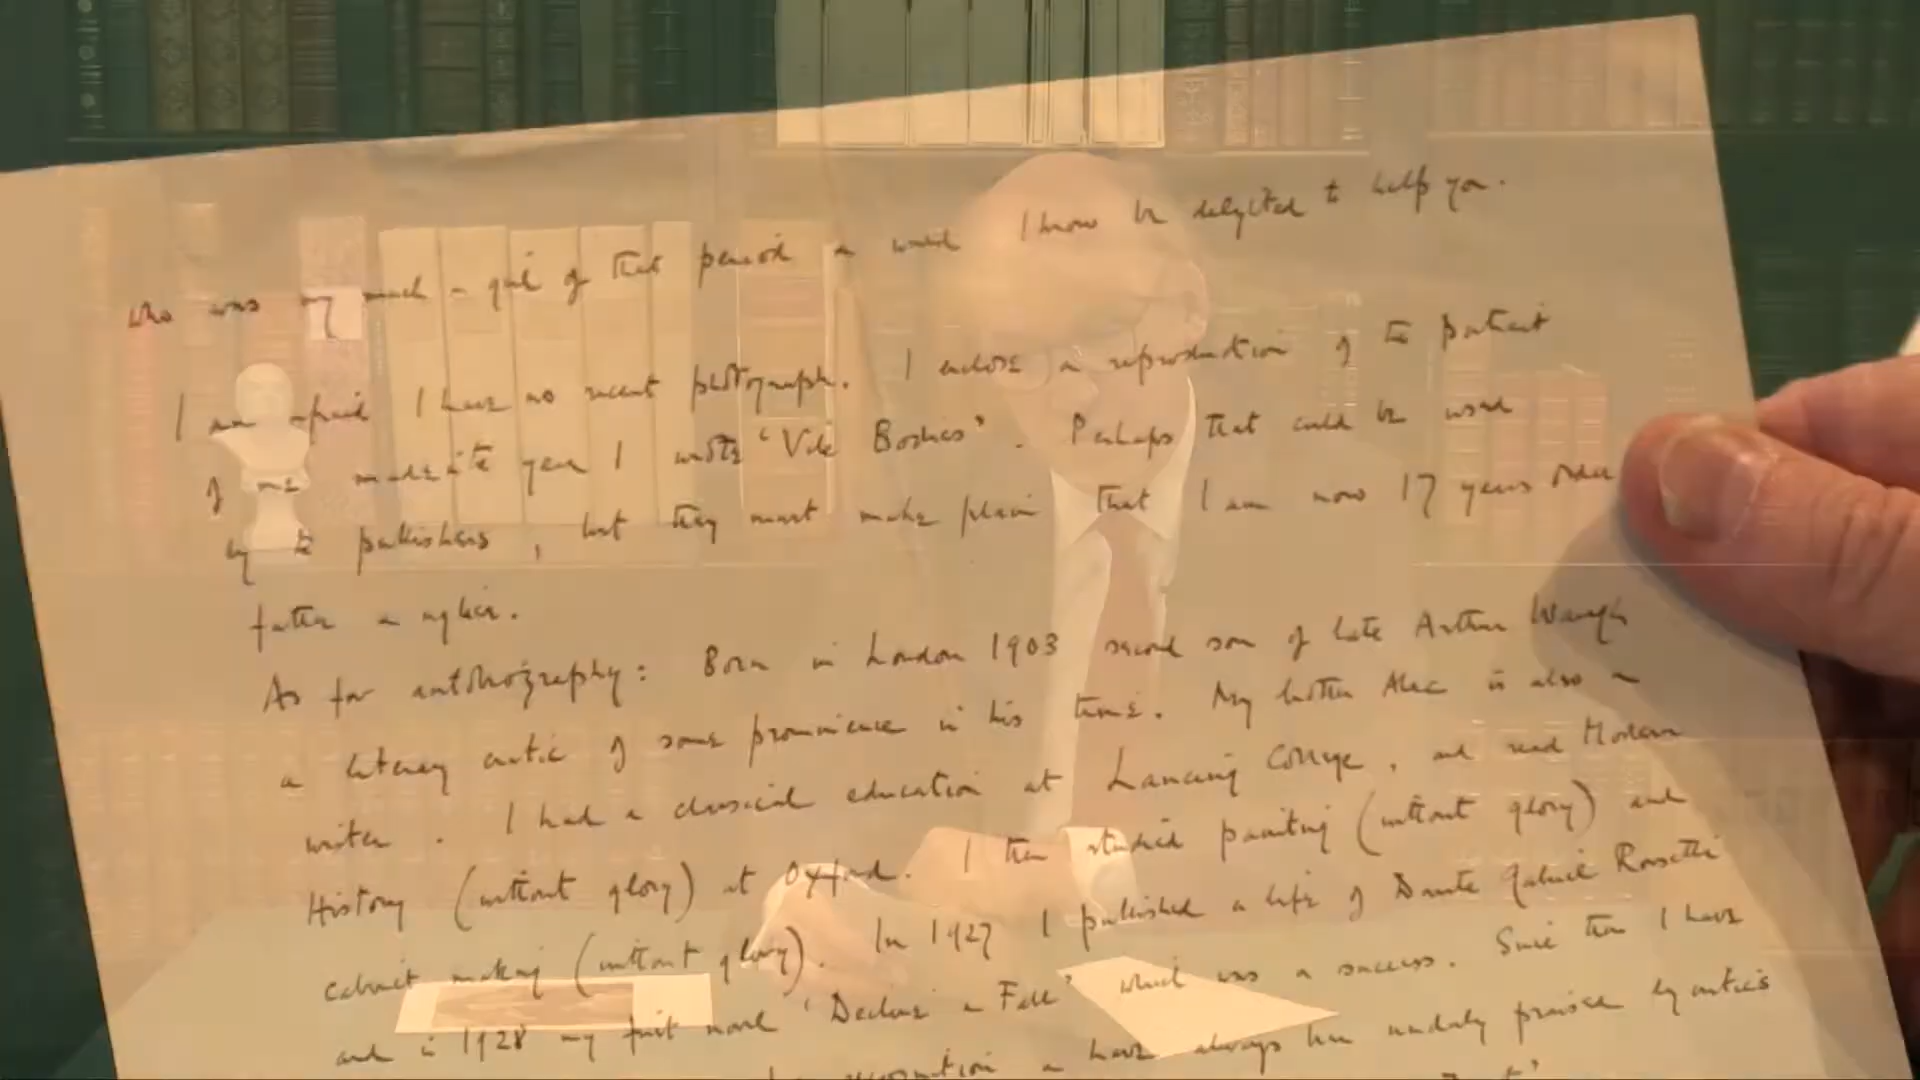 who was very much a girl of that period & would I know be delighted to help you.
I am afraid I have no recent photograph. I enclose a reproduction of the portrait
of me made the year I wrote 'Vile Bodies'. Perhaps that could be used
by the publishers, but they must make plain that I am now 17 years older
fatter & uglier.
As for autobiography: Born in London 1903 second son of late Arthur Waugh
a literary critic of some prominence in his time. My brother Alec is also a
writer. I had a classical education at Lancing College, and read Modern
History (without glory) at Oxford. I then studied painting (without glory) and
cabinet making (without glory). In 1927 I published a life of Dante Gabriel Rossetti
and in 1928 my first novel 'Decline & Fall' which was a success. Since then I have
& have always been unduly praised by critics